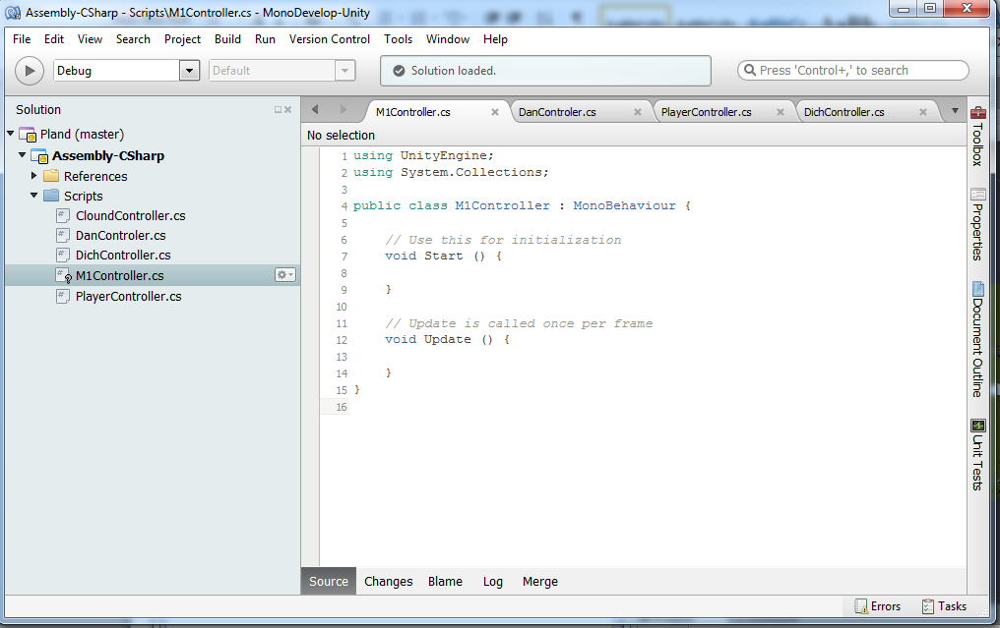 Assembly-CSharp - Scripts\M1Controller.cs - MonoDevelop-Unity
File Edit View Search Project Build Run Version Control Tools Window Help
Debug Default Solution loaded. Press 'Control+,' to search
Solution
Pland (master)
Assembly-CSharp
References
Scripts
CloundController.cs
DanControler.cs
DichController.cs
M1Controller.cs
PlayerController.cs
M1Controller.cs DanControler.cs PlayerController.cs DichController.cs
No selection
1 using UnityEngine;
2 using System.Collections;
3
4 public class M1Controller : MonoBehaviour {
5
6 // Use this for initialization
7 void Start () {
8
9 }
10
11 // Update is called once per frame
12 void Update () {
13
14 }
15 }
16
Source Changes Blame Log Merge
Toolbox
Properties
Document Outline
Unit Tests
Errors Tasks